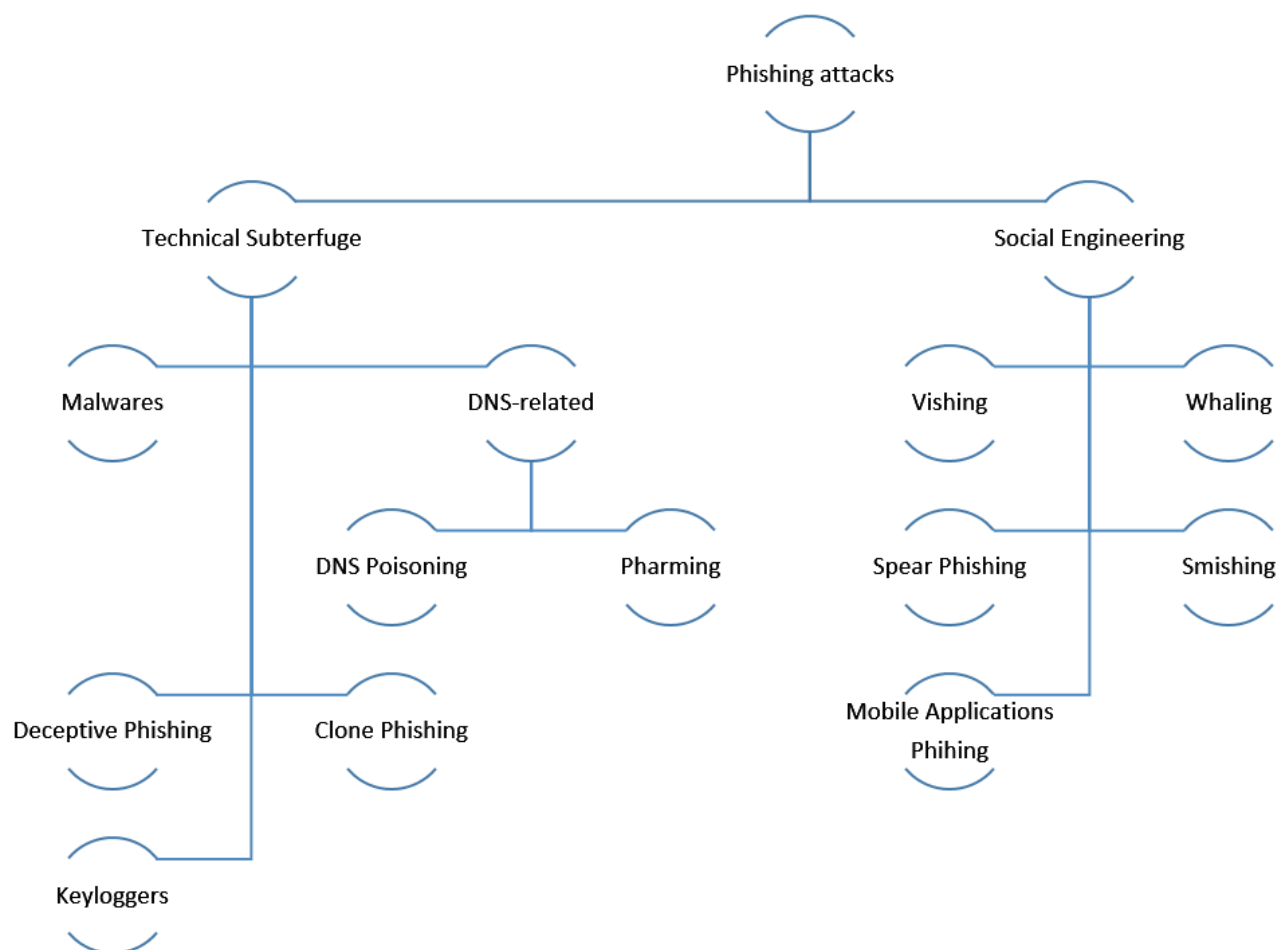 Phishing attacks
Technical Subterfuge
Social Engineering
Malwares
DNS-related
Vishing
Whaling
DNS Poisoning
Pharming
Spear Phishing
Smishing
Deceptive Phishing
Clone Phishing
Mobile Applications
Phihing
Keyloggers